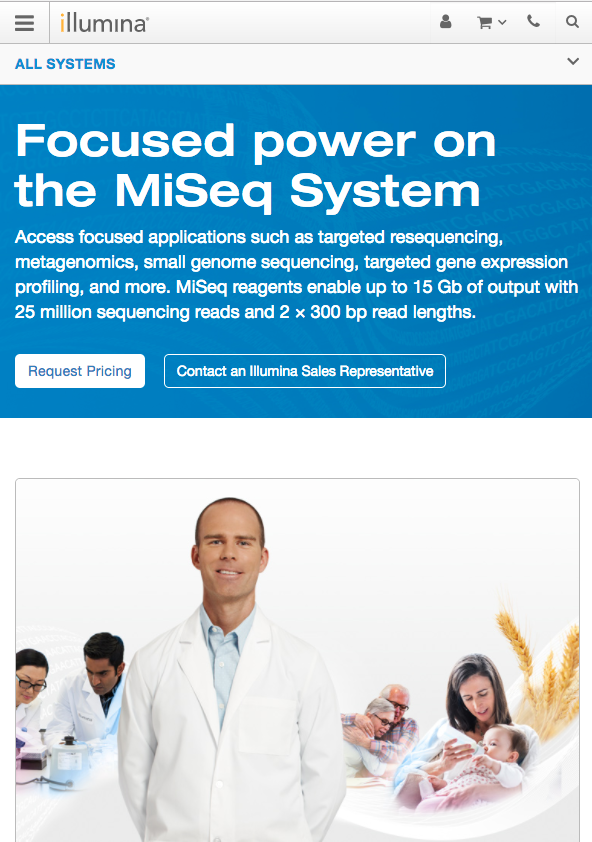 illumina®
ALL SYSTEMS
Focused power on
the MiSeq System
Access focused applications such as targeted resequencing,
metagenomics, small genome sequencing, targeted gene expression
profiling, and more. MiSeq reagents enable up to 15 Gb of output with
25 million sequencing reads and 2 × 300 bp read lengths.
Request Pricing
Contact an Illumina Sales Representative